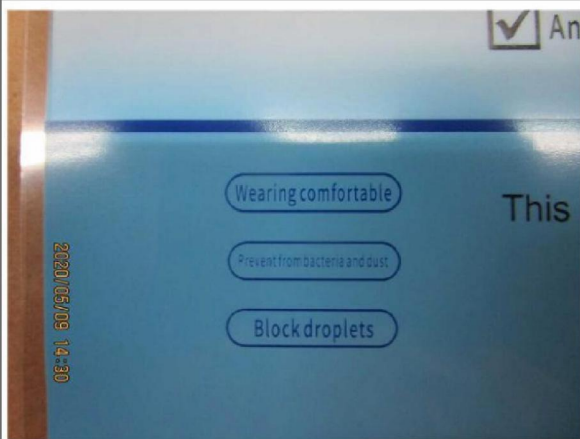 An
Wearing comfortable
This
Prevent from bacteria and dust
Block droplets
2020/05/09 14:30